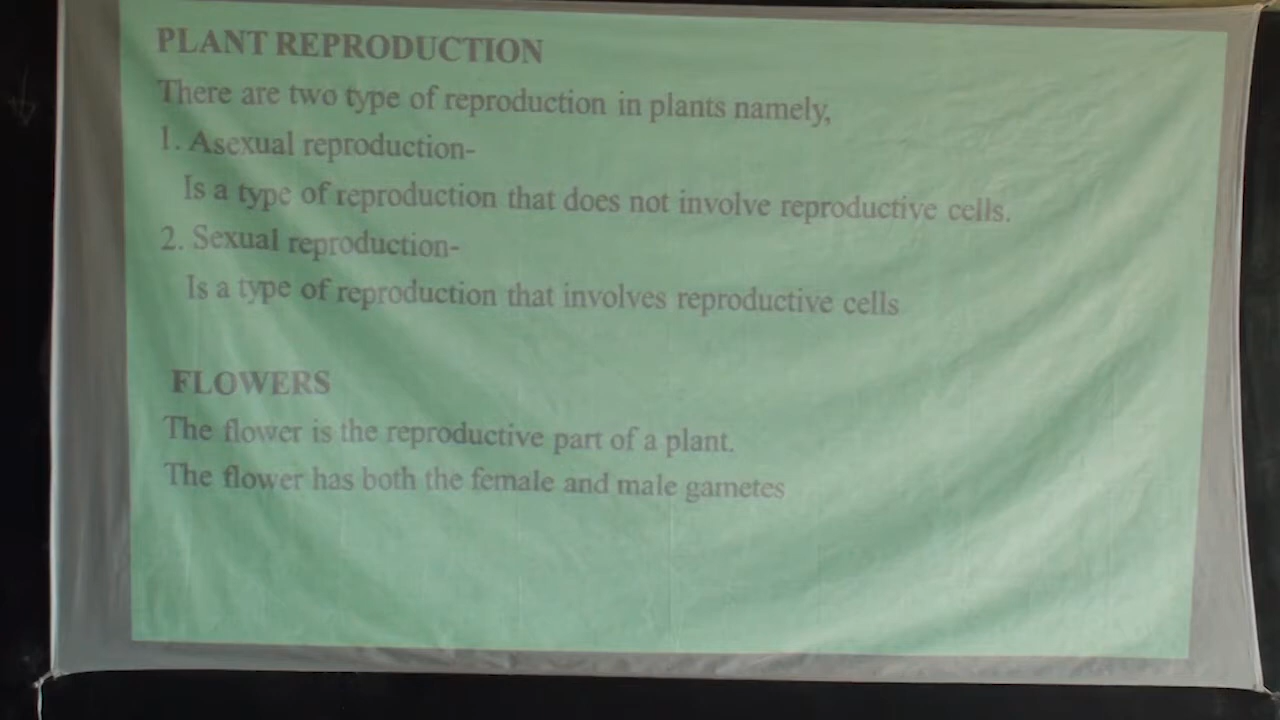 PLANT REPRODUCTION
There are two type of reproduction in plants namely,
1. Asexual reproduction-
Is a type of reproduction that does not involve reproductive cells.
2. Sexual reproduction-
Is a type of reproduction that involves reproductive cells
FLOWERS
The flower is the reproductive part of a plant.
The flower has both the female and male gametes